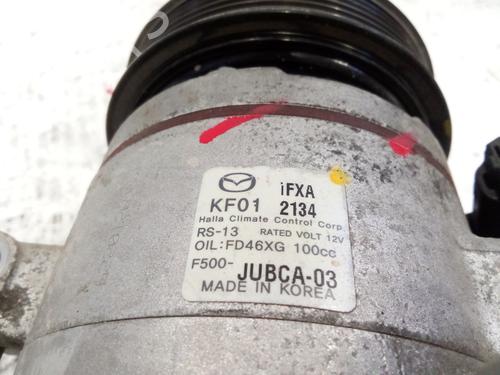 iFXA
KF01 2134
Halla Climate Control Corp.
RS-13 RATED VOLT 12V
OIL:FD46XG 100cc
F500-JUBCA-03
MADE IN KOREA